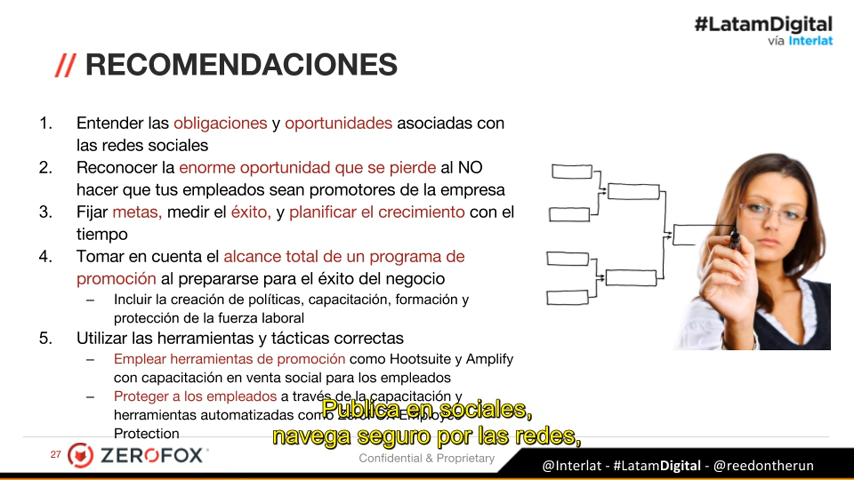 #LatamDigital
vía Interlat
// RECOMENDACIONES
1. Entender las obligaciones y oportunidades asociadas con
las redes sociales
2. Reconocer la enorme oportunidad que se pierde al NO
hacer que tus empleados sean promotores de la empresa
3. Fijar metas, medir el éxito, y planificar el crecimiento con el
tiempo
4. Tomar en cuenta el alcance total de un programa de
promoción al prepararse para el éxito del negocio
– Incluir la creación de políticas, capacitación, formación y
protección de la fuerza laboral
5. Utilizar las herramientas y tácticas correctas
– Emplear herramientas de promoción como Hootsuite y Amplify
con capacitación en venta social para los empleados
– Proteger a los empleados a través de la capacitación y
herramientas automatizadas como
Protection
Publica en sociales,
navega seguro por las redes,
27 ZEROFOX
Confidential & Proprietary
@Interlat - #LatamDigital - @reedontherun